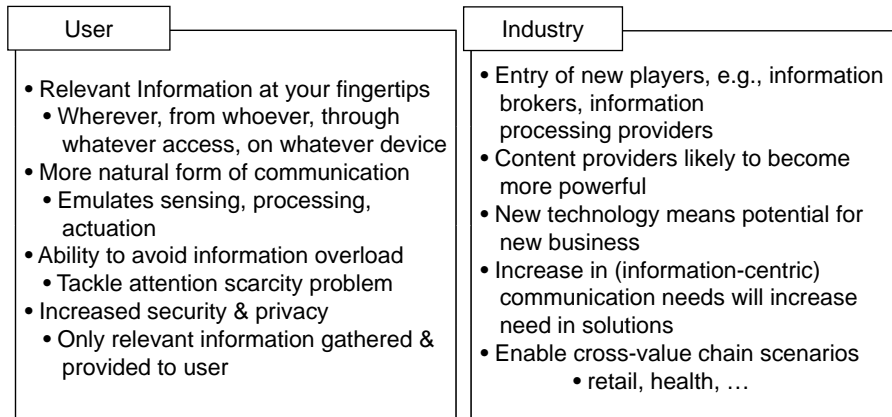 User
• Relevant Information at your fingertips
• Wherever, from whoever, through
whatever access, on whatever device
• More natural form of communication
• Emulates sensing, processing,
actuation
• Ability to avoid information overload
• Tackle attention scarcity problem
• Increased security & privacy
• Only relevant information gathered &
provided to user
Industry
• Entry of new players, e.g., information
brokers, information
processing providers
• Content providers likely to become
more powerful
• New technology means potential for
new business
• Increase in (information-centric)
communication needs will increase
need in solutions
• Enable cross-value chain scenarios
• retail, health, …